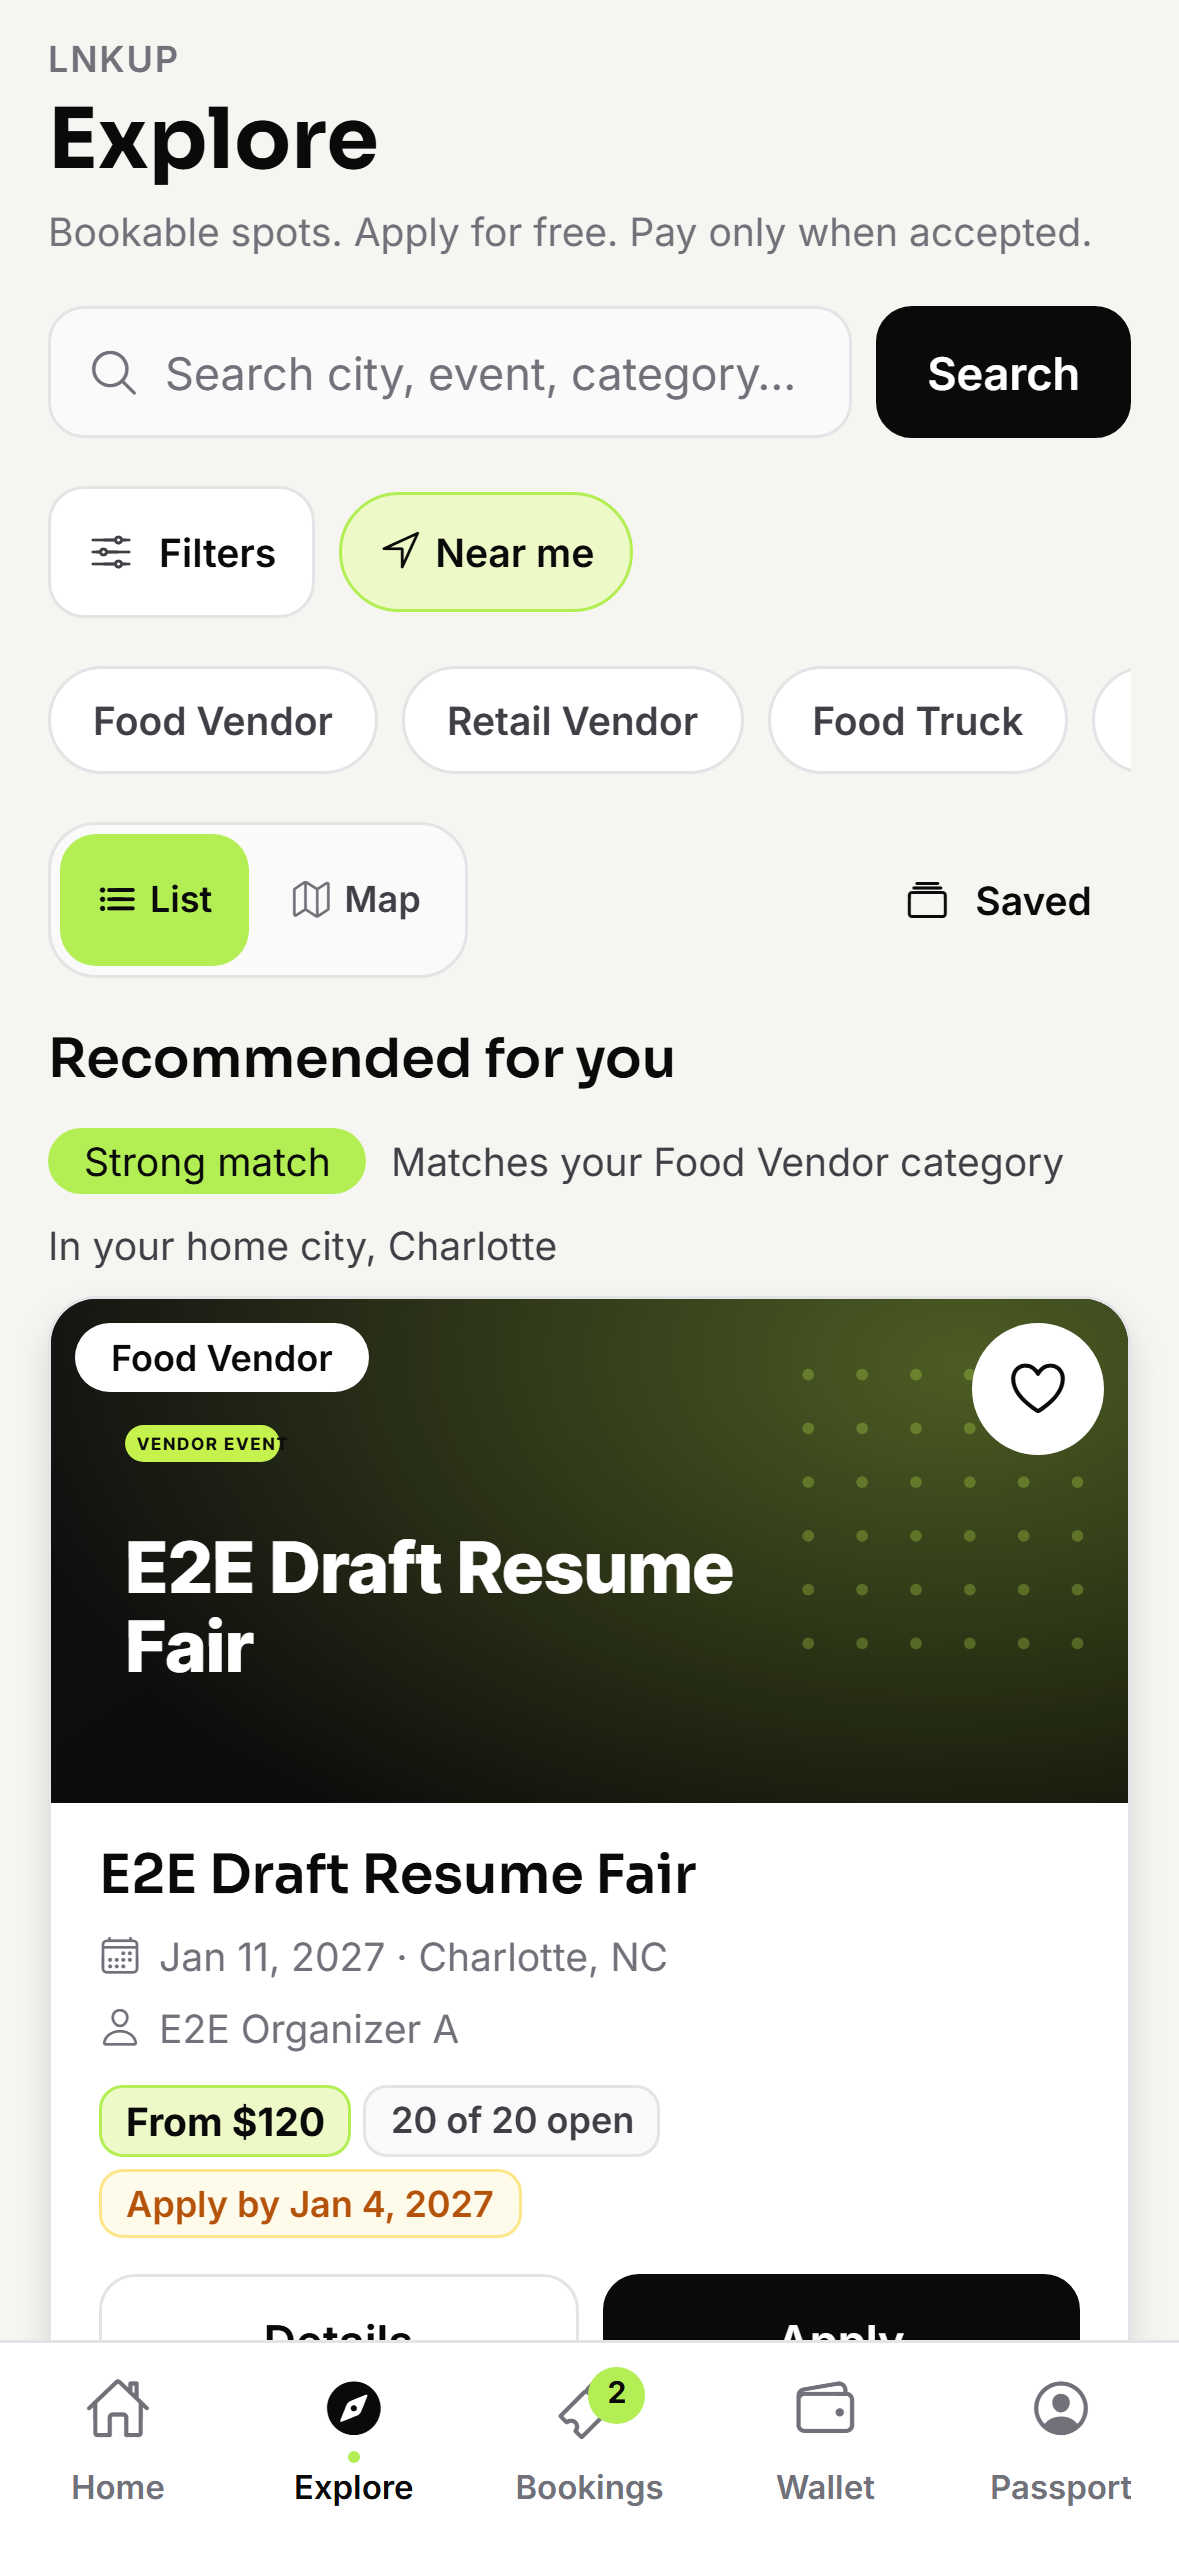 LNKUP
Explore
Bookable spots. Apply for free. Pay only when accepted.
Search city, event, category...
Search
Filters
Near me
Food Vendor
Retail Vendor
Food Truck
List
Map
Saved
Recommended for you
Strong match
Matches your Food Vendor category
In your home city, Charlotte
Food Vendor
VENDOR EVENT
E2E Draft Resume
Fair
E2E Draft Resume Fair
Jan 11, 2027 · Charlotte, NC
E2E Organizer A
From $120
20 of 20 open
Apply by Jan 4, 2027
Details
Apply
2
Home
Explore
Bookings
Wallet
Passport